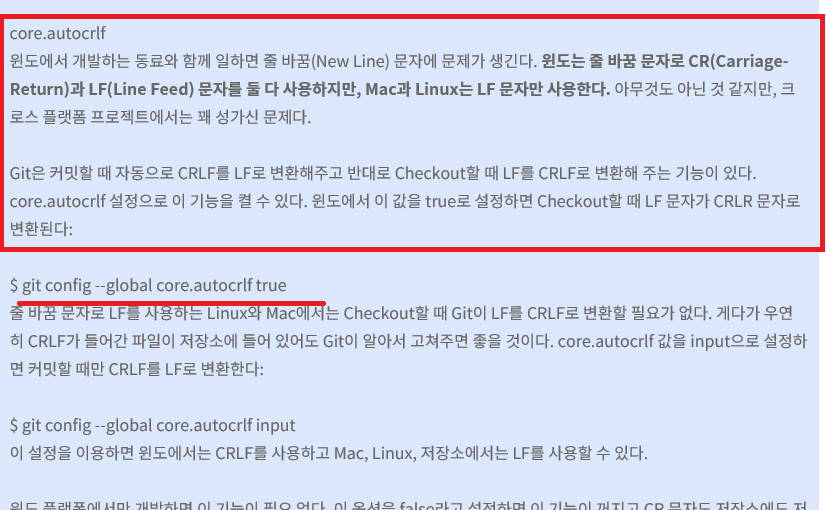 core.autocrlf
윈도에서 개발하는 동료와 함께 일하면 줄 바꿈(New Line) 문자에 문제가 생긴다. 윈도는 줄 바꿈 문자로 CR(Carriage-
Return)과 LF(Line Feed) 문자를 둘 다 사용하지만, Mac과 Linux는 LF 문자만 사용한다. 아무것도 아닌 것 같지만, 크
로스 플랫폼 프로젝트에서는 꽤 성가신 문제다.
Git은 커밋할 때 자동으로 CRLF를 LF로 변환해주고 반대로 Checkout할 때 LF를 CRLF로 변환해 주는 기능이 있다.
core.autocrlf 설정으로 이 기능을 켤 수 있다. 윈도에서 이 값을 true로 설정하면 Checkout할 때 LF 문자가 CRLR 문자로
변환된다:
$ git config --global core.autocrlf true
줄 바꿈 문자로 LF를 사용하는 Linux와 Mac에서는 Checkout할 때 Git이 LF를 CRLF로 변환할 필요가 없다. 게다가 우연
히 CRLF가 들어간 파일이 저장소에 들어 있어도 Git이 알아서 고쳐주면 좋을 것이다. core.autocrlf 값을 input으로 설정하
면 커밋할 때만 CRLF를 LF로 변환한다:
$ git config --global core.autocrlf input
이 설정을 이용하면 윈도에서는 CRLF를 사용하고 Mac, Linux, 저장소에서는 LF를 사용할 수 있다.
윈도 플랫폼에서만 개발하면 이 기능이 필요 없다. 이 옵션을 false라고 설정하면 이 기능이 꺼지고 CR 문자도 저장소에도 저